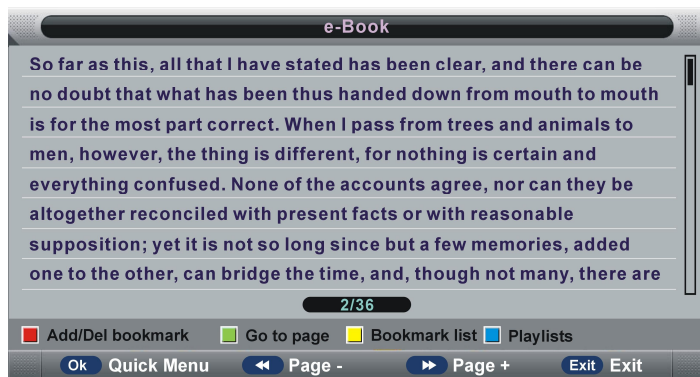 e-Book
So far as this, all that I have stated has been clear, and there can be
no doubt that what has been thus handed down from mouth to mouth
is for the most part correct. When I pass from trees and animals to
men, however, the thing is different, for nothing is certain and
everything confused. None of the accounts agree, nor can they be
altogether reconciled with present facts or with reasonable
supposition; yet it is not so long since but a few memories, added
one to the other, can bridge the time, and, though not many, there are
2/36
Add/Del bookmark Go to page Bookmark list Playlists
Ok Quick Menu Page - Page + Exit Exit